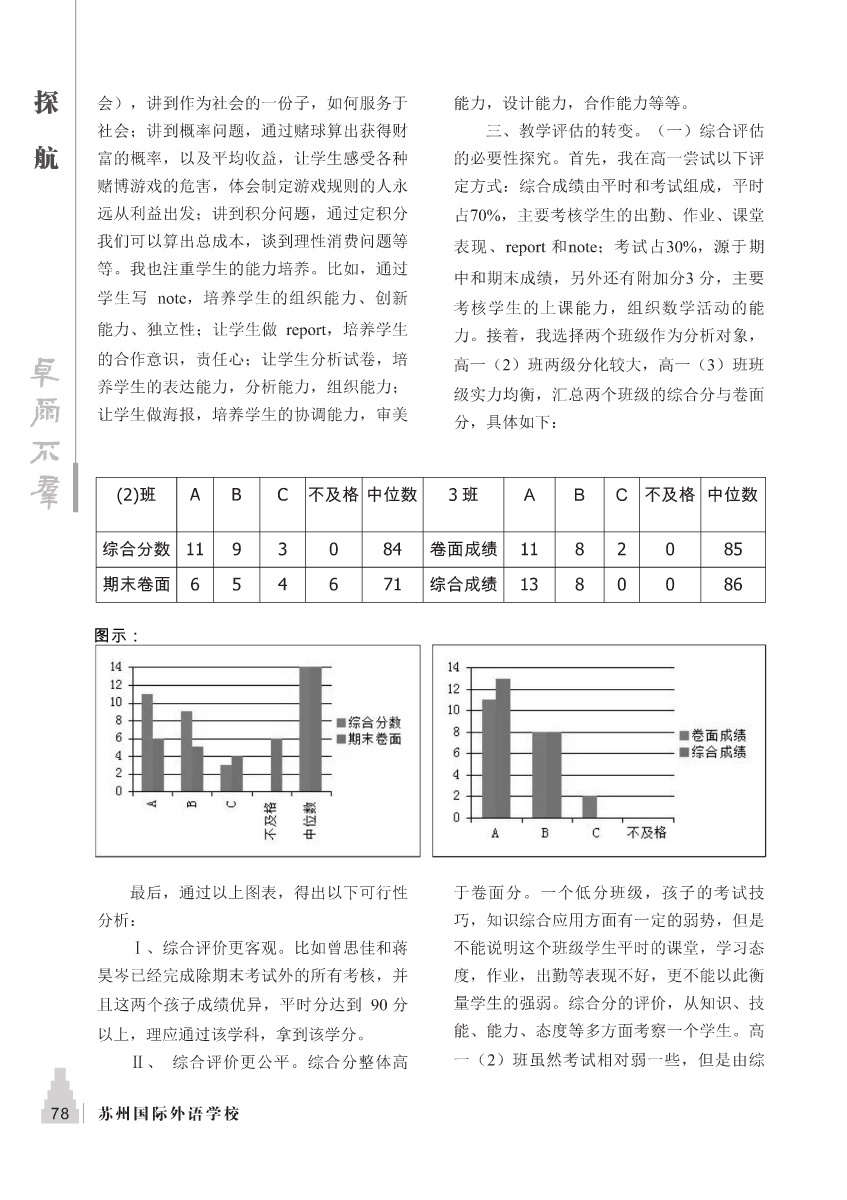 探
航
卓
爾
不
羣
会），讲到作为社会的一份子，如何服务于
社会；讲到概率问题，通过赌球算出获得财
富的概率，以及平均收益，让学生感受各种
赌博游戏的危害，体会制定游戏规则的人永
远从利益出发；讲到积分问题，通过定积分
我们可以算出总成本，谈到理性消费问题等
等。我也注重学生的能力培养。比如，通过
学生写 note，培养学生的组织能力、创新
能力、独立性；让学生做 report，培养学生
的合作意识，责任心；让学生分析试卷，培
养学生的表达能力，分析能力，组织能力；
让学生做海报，培养学生的协调能力，审美
能力，设计能力，合作能力等等。
三、教学评估的转变。（一）综合评估
的必要性探究。首先，我在高一尝试以下评
定方式：综合成绩由平时和考试组成，平时
占70%，主要考核学生的出勤、作业、课堂
表现、report 和note；考试占30%，源于期
中和期末成绩，另外还有附加分3 分，主要
考核学生的上课能力，组织数学活动的能
力。接着，我选择两个班级作为分析对象，
高一（2）班两级分化较大，高一（3）班班
级实力均衡，汇总两个班级的综合分与卷面
分，具体如下：
(2)班 A B C 不及格 中位数 3 班 A B C 不及格 中位数
综合分数 11 9 3 0 84 卷面成绩 11 8 2 0 85
期末卷面 6 5 4 6 71 综合成绩 13 8 0 0 86
图示：
14
12
10
8
6
4
2
0
A B C 不及格 中位数
综合分数
期末卷面
14
12
10
8
6
4
2
0
A B C 不及格
卷面成绩
综合成绩
最后，通过以上图表，得出以下可行性
分析：
Ⅰ、综合评价更客观。比如曾思佳和蒋
昊岑已经完成除期末考试外的所有考核，并
且这两个孩子成绩优异，平时分达到 90 分
以上，理应通过该学科，拿到该学分。
Ⅱ、 综合评价更公平。综合分整体高
于卷面分。一个低分班级，孩子的考试技
巧，知识综合应用方面有一定的弱势，但是
不能说明这个班级学生平时的课堂，学习态
度，作业，出勤等表现不好，更不能以此衡
量学生的强弱。综合分的评价，从知识、技
能、能力、态度等多方面考察一个学生。高
一（2）班虽然考试相对弱一些，但是由综
78 苏州国际外语学校